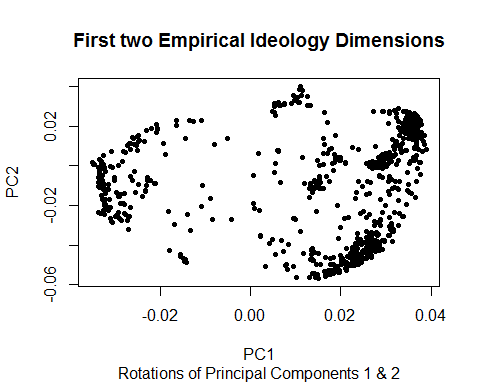 First two Empirical Ideology Dimensions
PC2
0.02
-0.02
-0.06
-0.02
0.00
0.02
0.04
PC1
Rotations of Principal Components 1 & 2